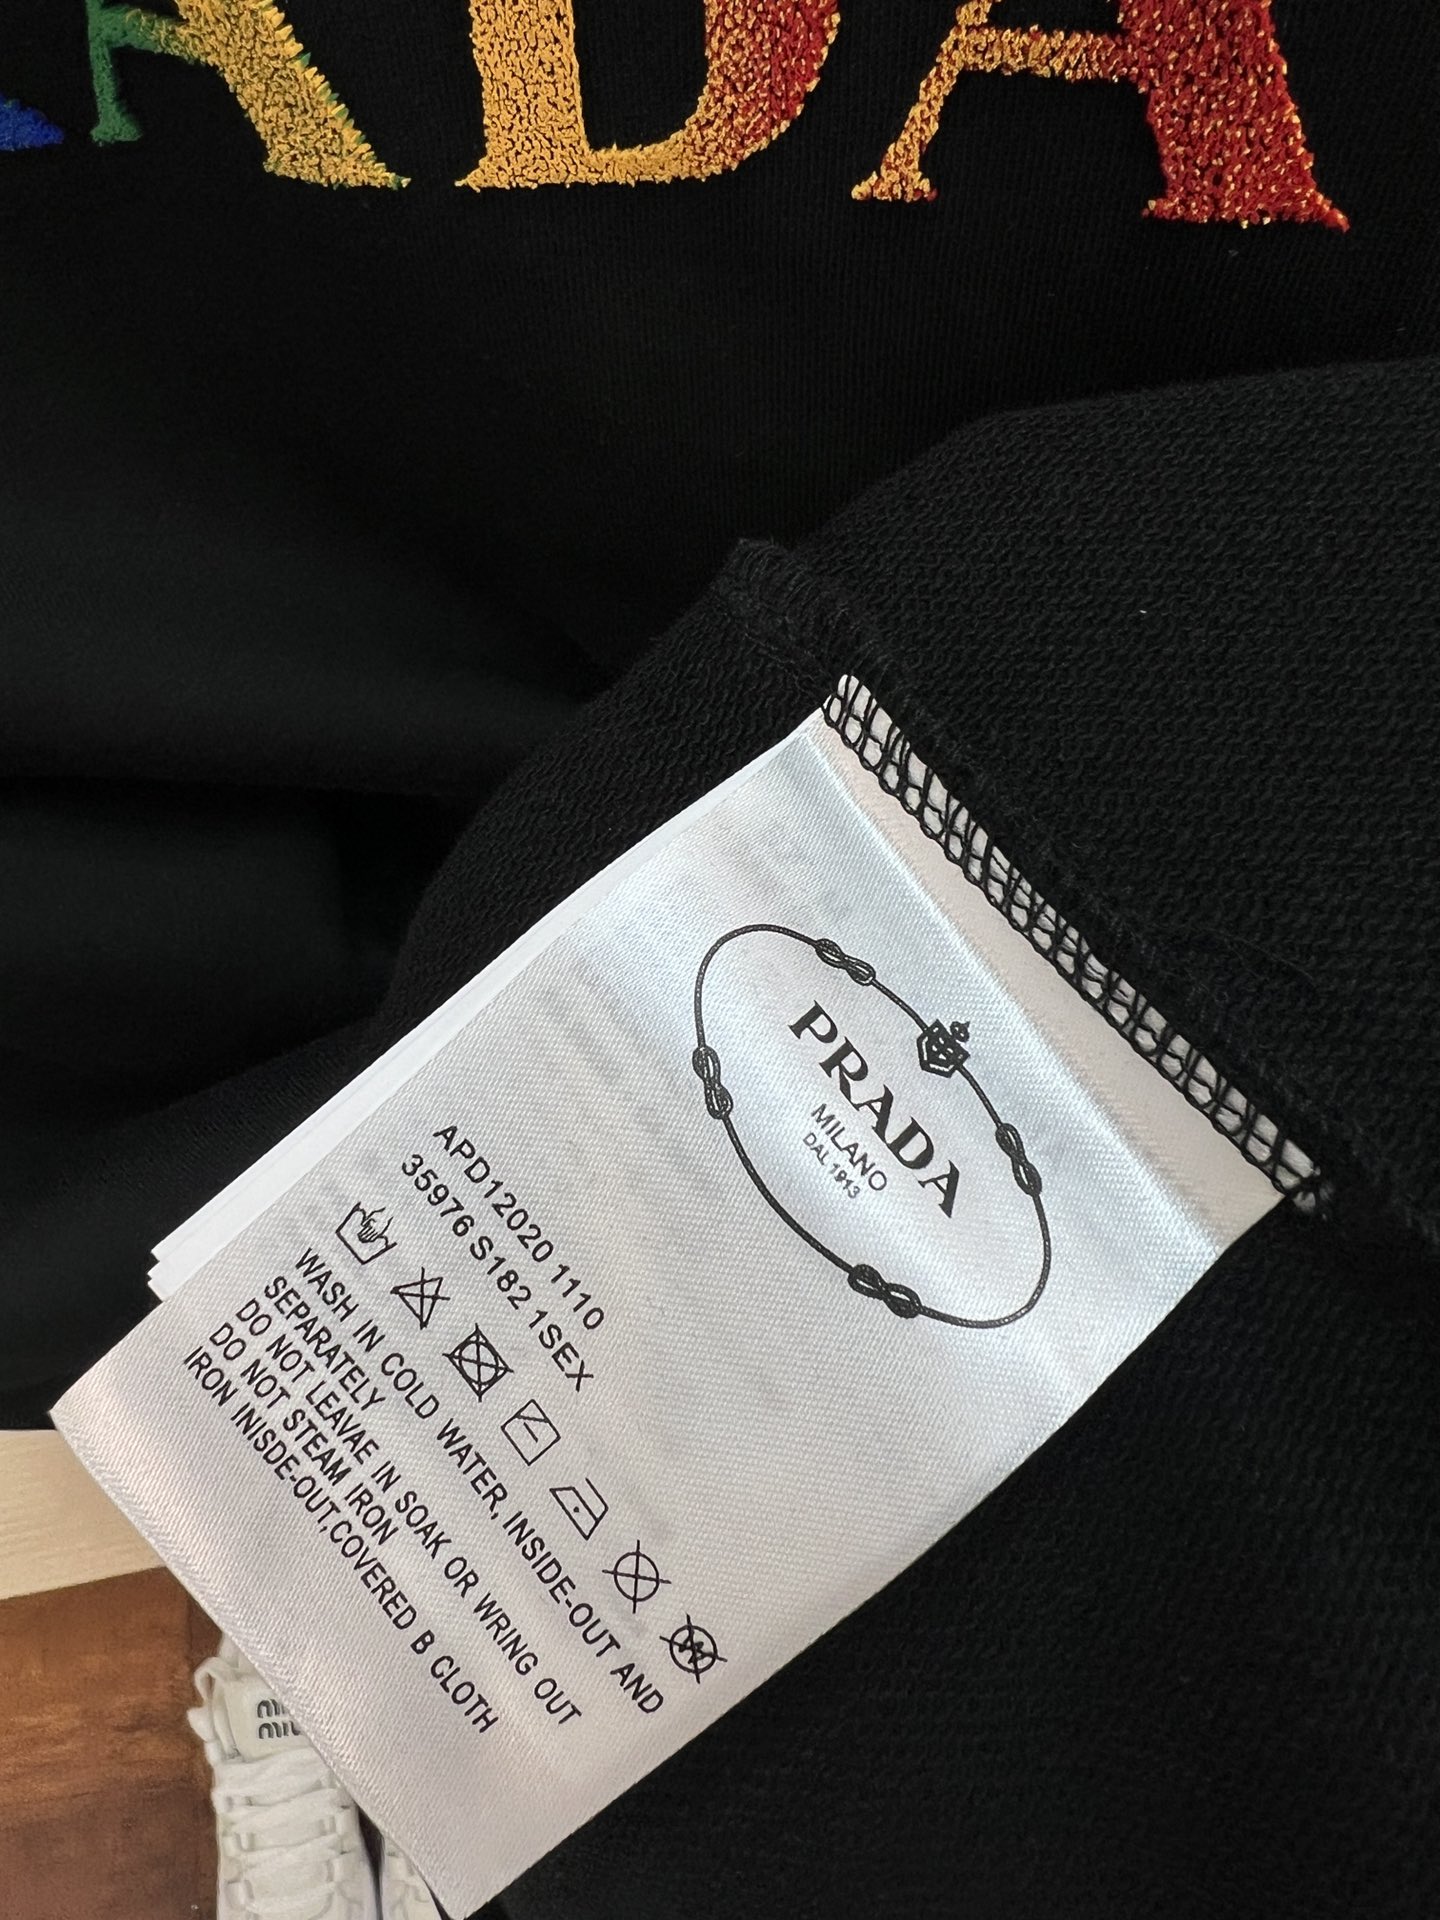 ADA
PRADA
MILANO
DAL 1913
APD12020 1110
35976 S182 1SEX
WASH IN COLD WATER, INSIDE-OUT AND
SEPARATELY
DO NOT LEAVAE IN SOAK OR WRING OUT
DO NOT STEAM IRON
IRON INISDE-OUT,COVERED B CLOTH